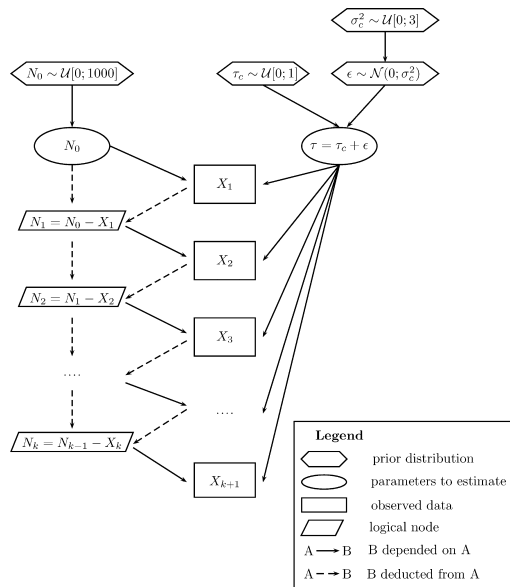 σ_c^2 ∼ U[0; 3]
N_0 ∼ U[0; 1000]
τ_c ∼ U[0; 1]
ϵ ∼ N(0; σ_c^2)
N_0
τ = τ_c + ϵ
X_1
N_1 = N_0 − X_1
X_2
N_2 = N_1 − X_2
X_3
....
....
N_k = N_{k−1} − X_k
X_{k+1}
Legend
prior distribution
parameters to estimate
observed data
logical node
A B B depended on A
A B B deducted from A